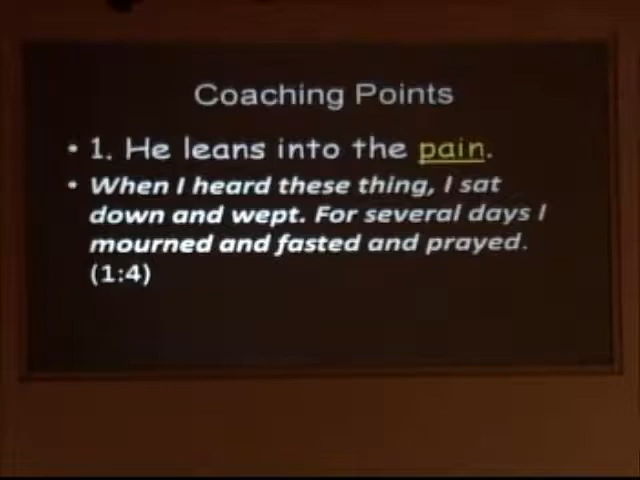 Coaching Points
• 1. He leans into the pain.
• When I heard these thing, I sat
down and wept. For several days I
mourned and fasted and prayed.
(1:4)